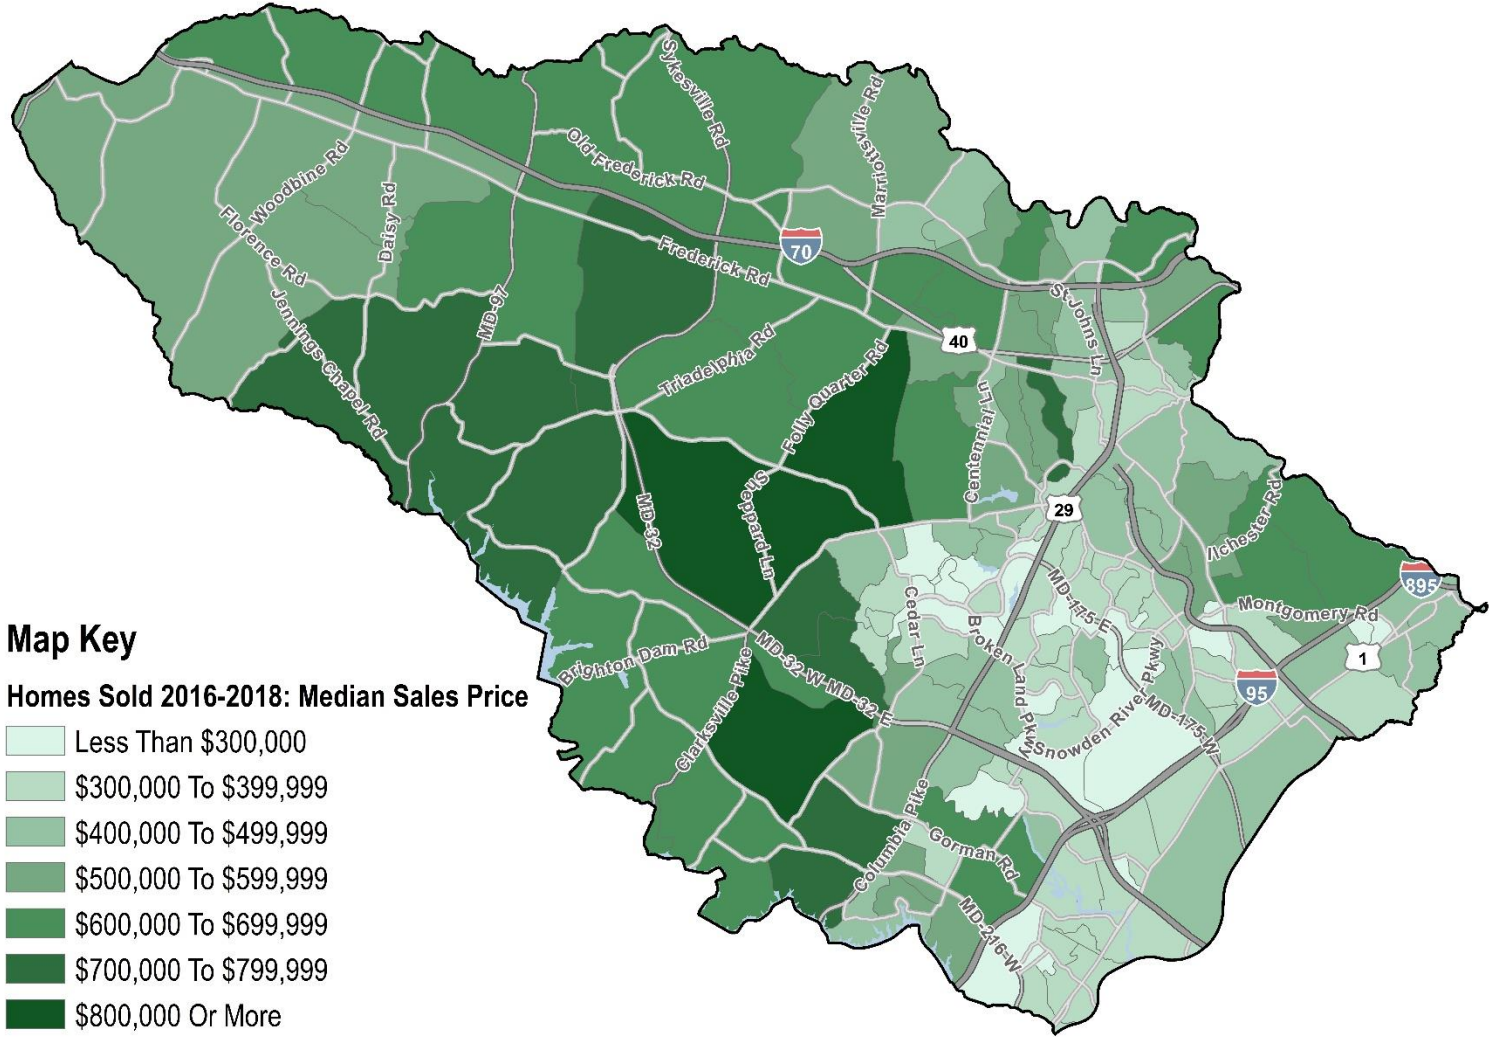 Sykesville Rd
Marriottsville Rd
Old Frederick Rd
Woodbine Rd
Daisy Rd
Florence Rd
70
Frederick Rd
Jennings Chapel Rd
MD-97
St Johns Ln
40
Triadelphia Rd
Folly Quarter Rd
Centennial Ln
Sheppard Ln
MD-32
29
Ilchester Rd
895
Cedar Ln
MD-175-E
Montgomery Rd
Broken Land Pkwy
1
Brighton Dam Rd
MD-32-W-MD-32 E
95
Clarksville Pike
Snowden River Pkwy
MD-175-W
Columbia Pike
Gorman Rd
MD-216-W
Map Key
Homes Sold 2016-2018: Median Sales Price
Less Than $300,000
$300,000 To $399,999
$400,000 To $499,999
$500,000 To $599,999
$600,000 To $699,999
$700,000 To $799,999
$800,000 Or More